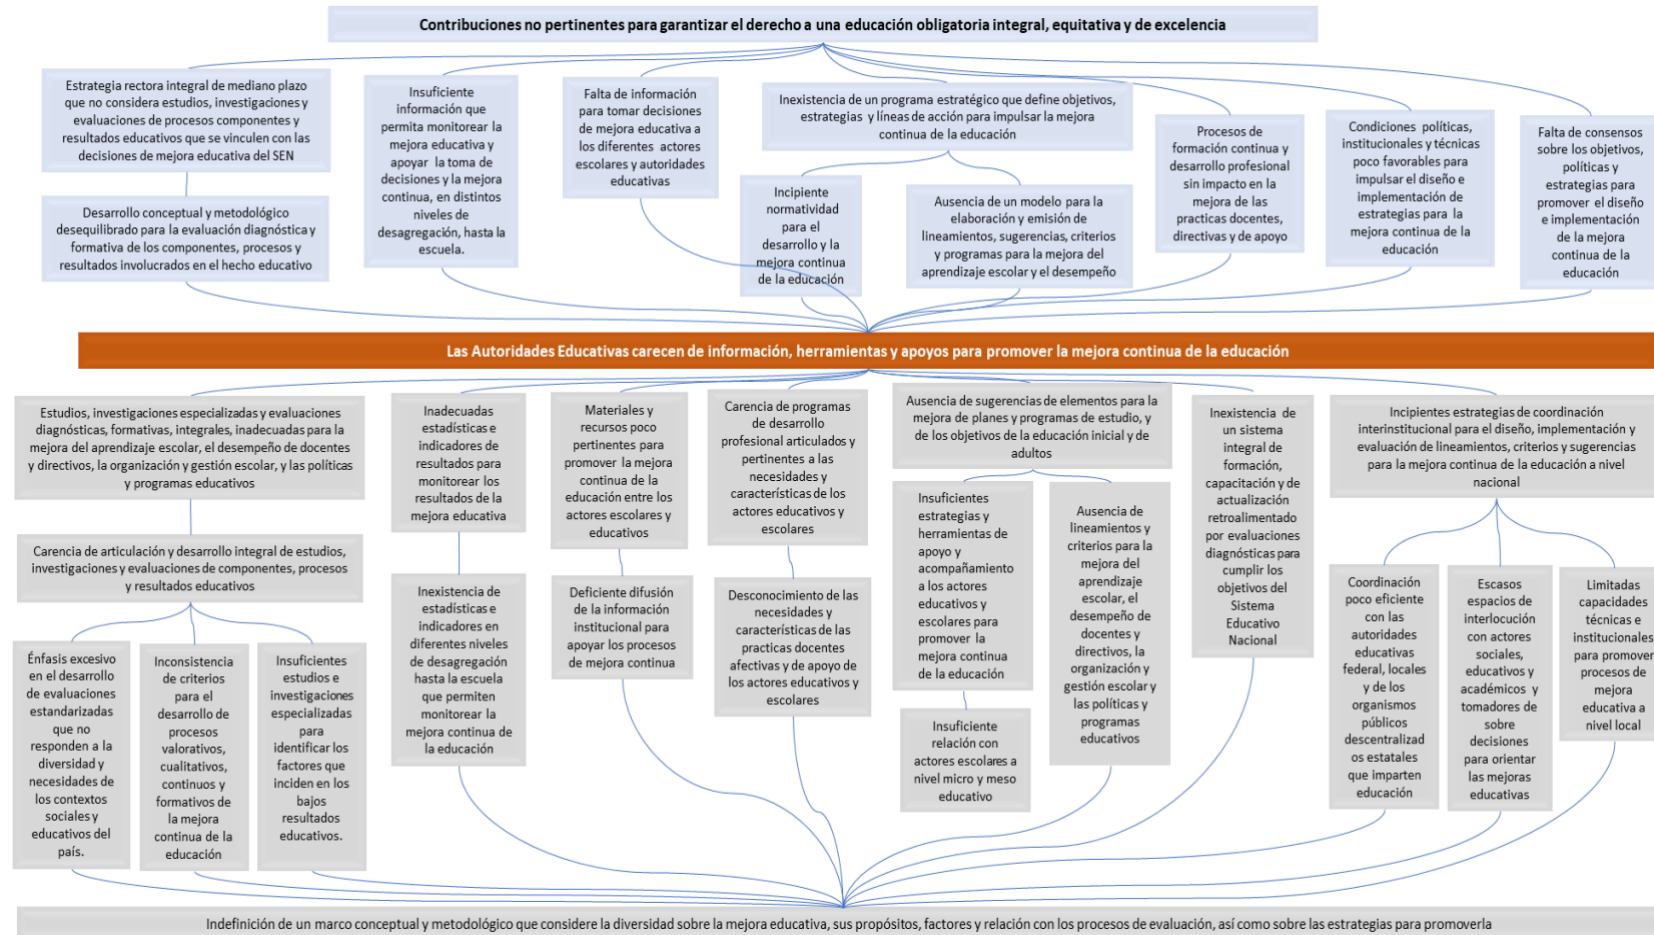 Contribuciones no pertinentes para garantizar el derecho a una educación obligatoria integral, equitativa y de excelencia
Estrategia rectora integral de mediano plazo
que no considera estudios, investigaciones y
evaluaciones de procesos componentes y
resultados educativos que se vinculen con las
decisiones de mejora educativa del SEN
Desarrollo conceptual y metodológico
desequilibrado para la evaluación diagnóstica y
formativa de los componentes, procesos y
resultados involucrados en el hecho educativo
Insuficiente
información que
permita monitorear la
mejora educativa y
apoyar la toma de
decisiones y la mejora
continua, en distintos
niveles de
desagregación, hasta la
escuela.
Falta de información
para tomar decisiones
de mejora educativa a
los diferentes actores
escolares y autoridades
educativas
Inexistencia de un programa estratégico que define objetivos,
estrategias y líneas de acción para impulsar la mejora
continua de la educación
Incipiente
normatividad
para el
desarrollo y la
mejora continua
de la educación
Ausencia de un modelo para la
elaboración y emisión de
lineamientos, sugerencias, criterios
y programas para la mejora del
aprendizaje escolar y el desempeño
Procesos de
formación continua y
desarrollo profesional
sin impacto en la
mejora de las
practicas docentes,
directivas y de apoyo
Condiciones políticas,
institucionales y técnicas
poco favorables para
impulsar el diseño e
implementación de
estrategias para la
mejora continua de la
educación
Falta de consensos
sobre los objetivos,
políticas y
estrategias para
promover el diseño
e implementación
de la mejora
continua de la
educación
Las Autoridades Educativas carecen de información, herramientas y apoyos para promover la mejora continua de la educación
Estudios, investigaciones especializadas y evaluaciones
diagnósticas, formativas, integrales, inadecuadas para la
mejora del aprendizaje escolar, el desempeño de docentes
y directivos, la organización y gestión escolar, y las políticas
y programas educativos
Carencia de articulación y desarrollo integral de estudios,
investigaciones y evaluaciones de componentes, procesos
y resultados educativos
Énfasis excesivo
en el desarrollo
de evaluaciones
estandarizadas
que no
responden a la
diversidad y
necesidades de
los contextos
sociales y
educativos del
país.
Inconsistencia
de criterios
para el
desarrollo de
procesos
valorativos,
cualitativos,
continuos y
formativos de
la mejora
continua de la
educación
Insuficientes
estudios e
investigaciones
especializadas
para
identificar los
factores que
inciden en los
bajos
resultados
educativos.
Inadecuadas
estadísticas e
indicadores de
resultados para
monitorear los
resultados de la
mejora educativa
Inexistencia de
estadísticas e
indicadores en
diferentes niveles
de desagregación
hasta la escuela
que permiten
monitorear la
mejora continua de
la educación
Materiales y
recursos poco
pertinentes para
promover la mejora
continua de la
educación entre los
actores escolares y
educativos
Deficiente difusión
de la información
institucional para
apoyar los procesos
de mejora continua
Carencia de programas
de desarrollo
profesional articulados y
pertinentes a las
necesidades y
características de los
actores educativos y
escolares
Desconocimiento de las
necesidades y
características de las
practicas docentes
afectivas y de apoyo de
los actores educativos y
escolares
Ausencia de sugerencias de elementos para la
mejora de planes y programas de estudio, y
de los objetivos de la educación inicial y de
adultos
Insuficientes
estrategias y
herramientas de
apoyo y
acompañamiento
a los actores
educativos y
escolares para
promover la
mejora continua
de la educación
Insuficiente
relación con
actores escolares a
nivel micro y meso
educativo
Ausencia de
lineamientos y
criterios para la
mejora del
aprendizaje
escolar, el
desempeño de
docentes y
directivos, la
organización y
gestión escolar y
las políticas y
programas
educativos
Inexistencia de
un sistema
integral de
formación,
capacitación y de
actualización
retroalimentado
por evaluaciones
diagnósticas para
cumplir los
objetivos del
Sistema
Educativo
Nacional
Incipientes estrategias de coordinación
interinstitucional para el diseño, implementación y
evaluación de lineamientos, criterios y sugerencias
para la mejora continua de la educación a nivel
nacional
Coordinación
poco eficiente
con las
autoridades
educativas
federal, locales
y de los
organismos
públicos
descentralizad
os estatales
que imparten
educación
Escasos
espacios de
interlocución
con actores
sociales,
educativos y
académicos y
tomadores de
sobre
decisiones
para orientar
las mejoras
educativas
Limitadas
capacidades
técnicas e
institucionales
para promover
procesos de
mejora
educativa a
nivel local
Indefinición de un marco conceptual y metodológico que considere la diversidad sobre la mejora educativa, sus propósitos, factores y relación con los procesos de evaluación, así como sobre las estrategias para promoverla